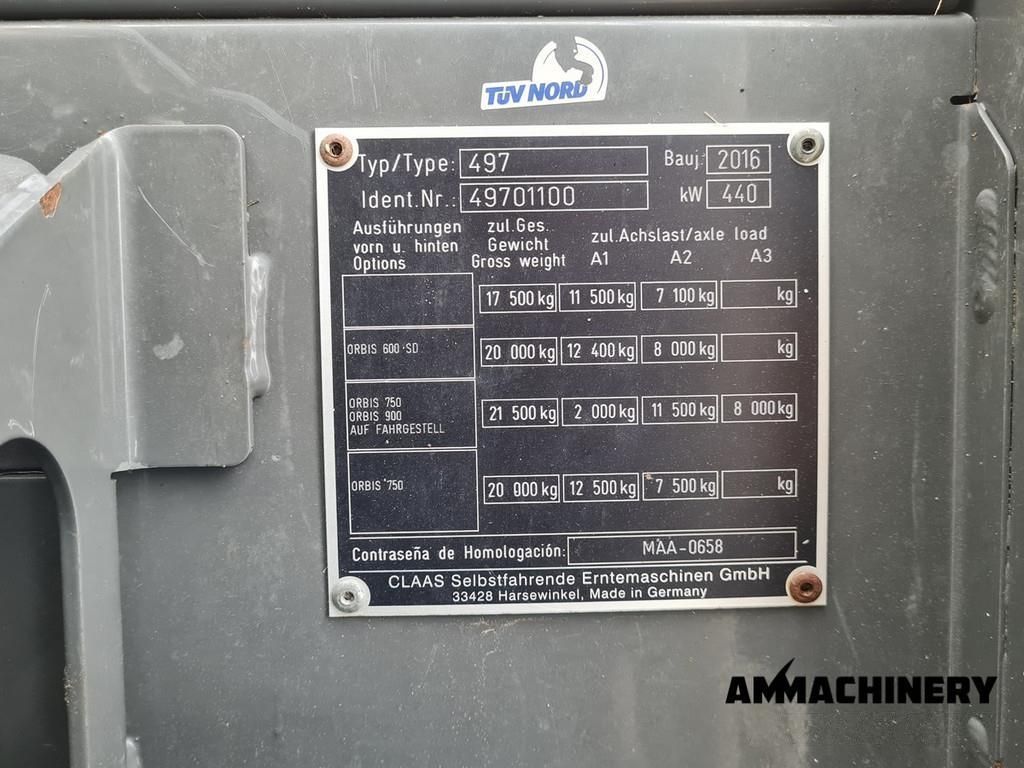 TÜV NORD
Typ/Type: 497 Bauj. 2016
Ident.Nr.: 49701100 kW 440
Ausführungen zul.Ges.
vorn u. hinten Gewicht zul.Achslast/axle load
Options Gross weight A1 A2 A3
17 500 kg 11 500 kg 7 100 kg kg
ORBIS 600 SD 20 000 kg 12 400 kg 8 000 kg kg
ORBIS 750
ORBIS 900 21 500 kg 2 000 kg 11 500 kg 8 000 kg
AUF FAHRGESTELL
ORBIS 750 20 000 kg 12 500 kg 7 500 kg kg
Contraseña de Homologación: MAA-0658
CLAAS Selbstfahrende Erntemaschinen GmbH
33428 Harsewinkel, Made in Germany
AMMACHINERY